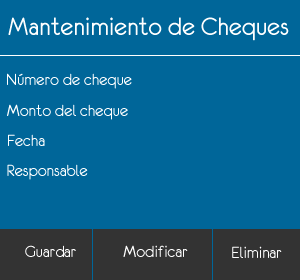 Mantenimiento de Cheques
Número de cheque
Monto del cheque
Fecha
Responsable
Guardar Modificar Eliminar